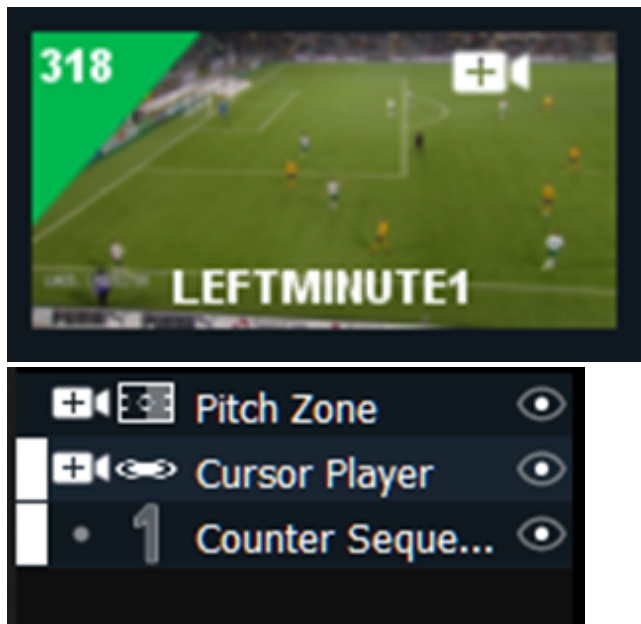 318
LEFTMINUTE1
Pitch Zone
Cursor Player
1 Counter Seque...